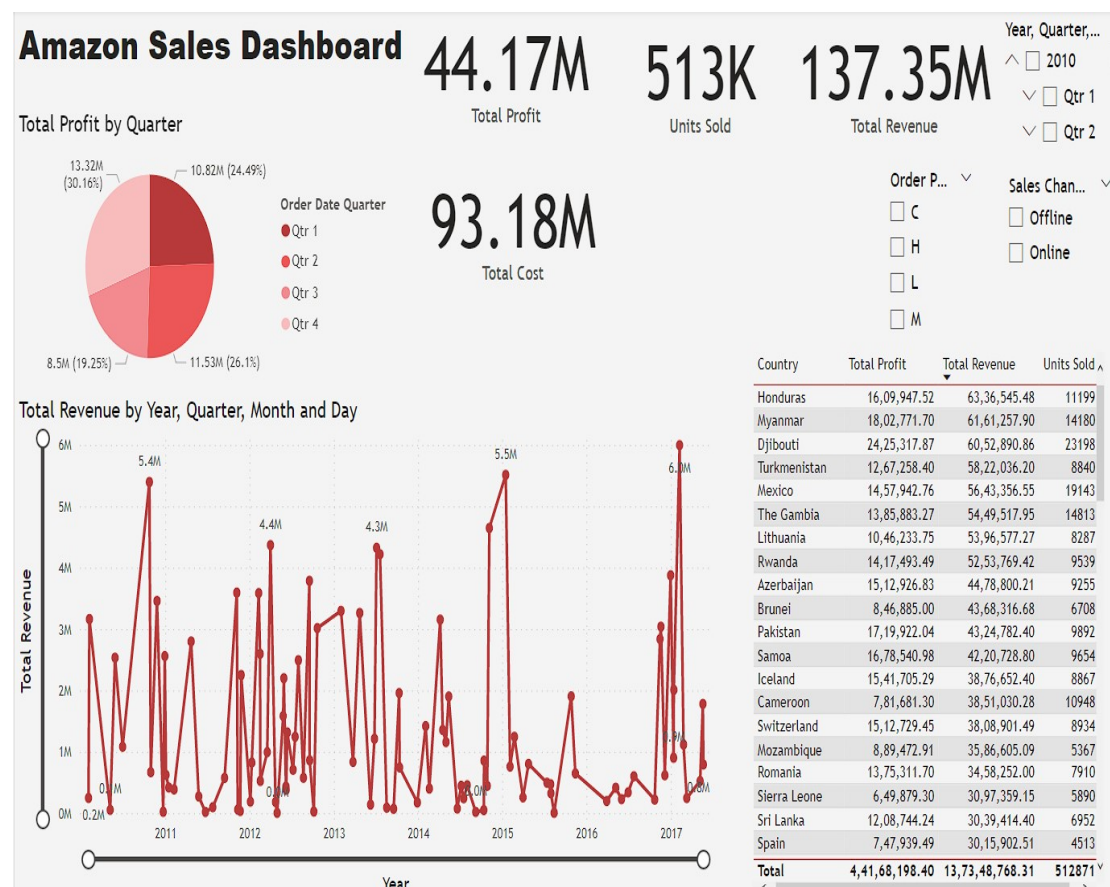 Amazon Sales Dashboard
44.17M
Total Profit
513K
Units Sold
137.35M
Total Revenue
Year, Quarter,...
2010
Qtr 1
Qtr 2
Total Profit by Quarter
13.32M
(30.16%)
10.82M (24.49%)
8.5M (19.25%)
11.53M (26.1%)
Order Date Quarter
Qtr 1
Qtr 2
Qtr 3
Qtr 4
93.18M
Total Cost
Order P...
C
H
L
M
Sales Chan...
Offline
Online
Total Revenue by Year, Quarter, Month and Day
Total Revenue
6M
5M
4M
3M
2M
1M
0M
5.4M
4.4M
4.3M
5.5M
0.2M
2011
2012
2013
2014
2015
2016
2017
Year
Country Total Profit Total Revenue Units Sold
Honduras 16,09,947.52 63,36,545.48 11199
Myanmar 18,02,771.70 61,61,257.90 14180
Djibouti 24,25,317.87 60,52,890.86 23198
Turkmenistan 12,67,258.40 58,22,036.20 8840
Mexico 14,57,942.76 56,43,356.55 19143
The Gambia 13,85,883.27 54,49,517.95 14813
Lithuania 10,46,233.75 53,96,577.27 8287
Rwanda 14,17,493.49 52,53,769.42 9539
Azerbaijan 15,12,926.83 44,78,800.21 9255
Brunei 8,46,885.00 43,68,316.68 6708
Pakistan 17,19,922.04 43,24,782.40 9892
Samoa 16,78,540.98 42,20,728.80 9654
Iceland 15,41,705.29 38,76,652.40 8867
Cameroon 7,81,681.30 38,51,030.28 10948
Switzerland 15,12,729.45 38,08,901.49 8934
Mozambique 8,89,472.91 35,86,605.09 5367
Romania 13,75,311.70 34,58,252.00 7910
Sierra Leone 6,49,879.30 30,97,359.15 5890
Sri Lanka 12,08,744.24 30,39,414.40 6952
Spain 7,47,939.49 30,15,902.51 4513
Total 4,41,68,198.40 13,73,48,768.31 512871